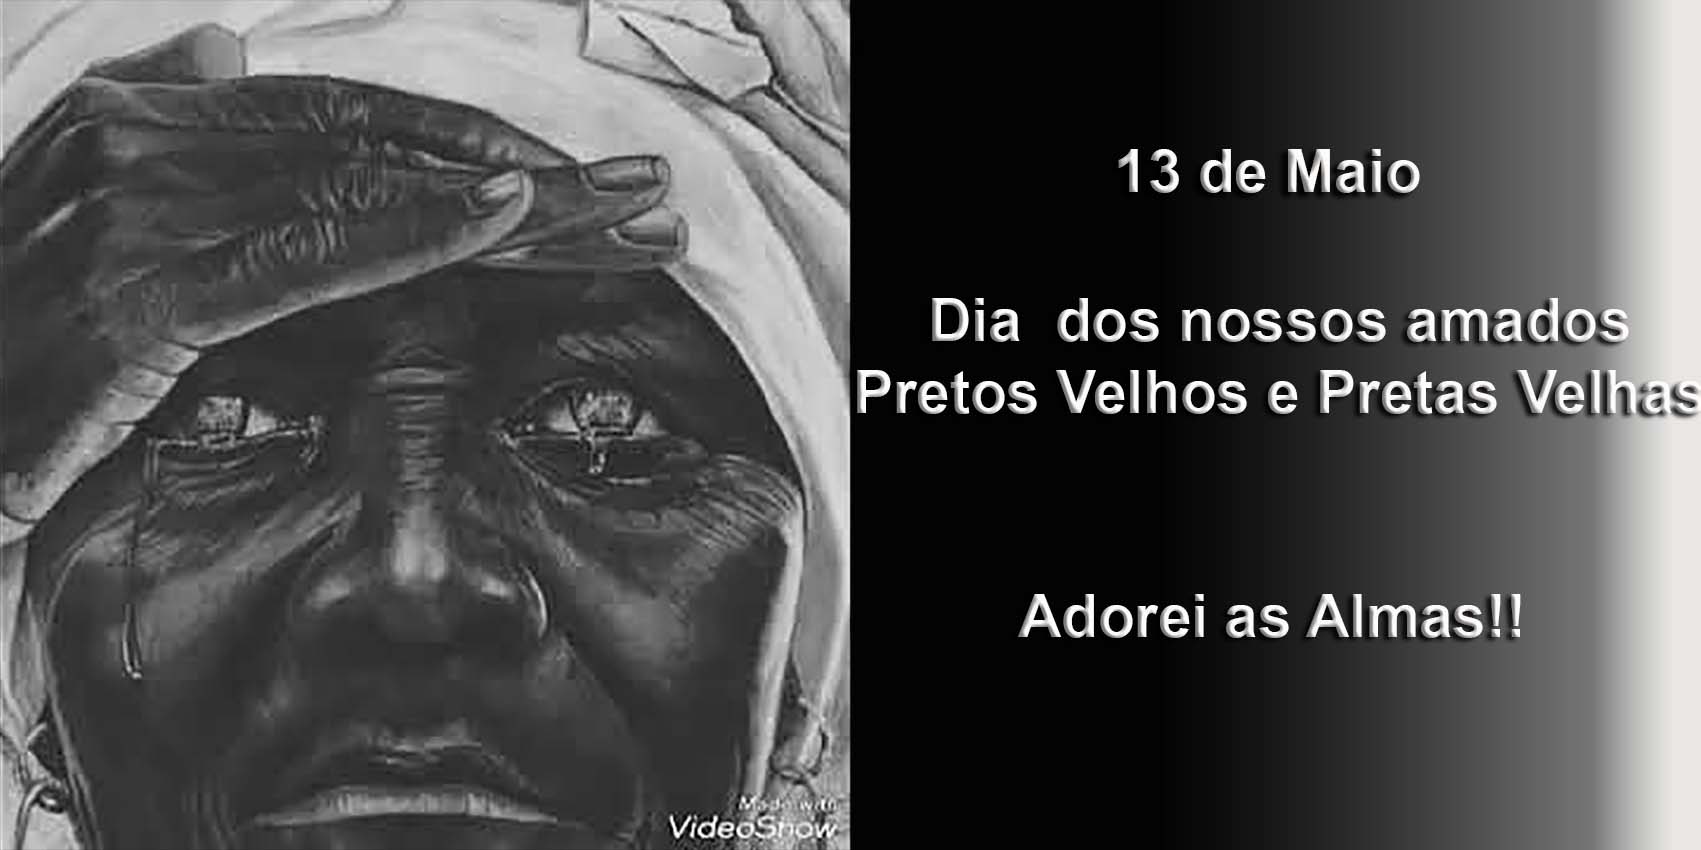 13 de Maio
Dia dos nossos amados
Pretos Velhos e Pretas Velhas
Adorei as Almas!!
Made with
VideoShow